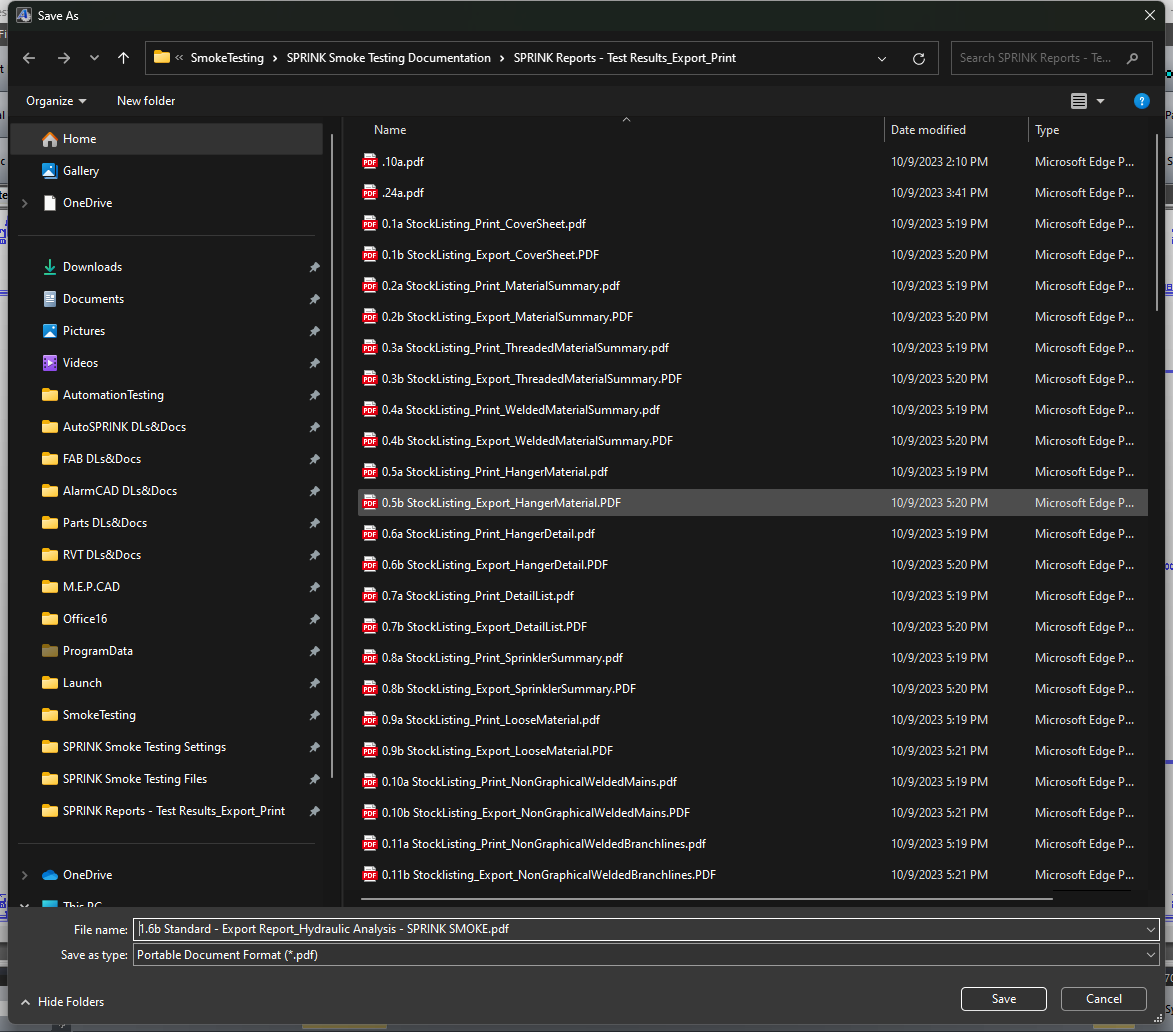 Save As
« SmokeTesting > SPRINK Smoke Testing Documentation > SPRINK Reports - Test Results_Export_Print
Search SPRINK Reports - Te...
Organize
New folder
?
Home
Gallery
OneDrive
Downloads
Documents
Pictures
Videos
AutomationTesting
AutoSPRINK DLs&Docs
FAB DLs&Docs
AlarmCAD DLs&Docs
Parts DLs&Docs
RVT DLs&Docs
M.E.P.CAD
Office16
ProgramData
Launch
SmokeTesting
SPRINK Smoke Testing Settings
SPRINK Smoke Testing Files
SPRINK Reports - Test Results_Export_Print
OneDrive
This PC
Name Date modified Type
.10a.pdf 10/9/2023 2:10 PM Microsoft Edge P...
.24a.pdf 10/9/2023 3:41 PM Microsoft Edge P...
0.1a StockListing_Print_CoverSheet.pdf 10/9/2023 5:19 PM Microsoft Edge P...
0.1b StockListing_Export_CoverSheet.PDF 10/9/2023 5:20 PM Microsoft Edge P...
0.2a StockListing_Print_MaterialSummary.pdf 10/9/2023 5:19 PM Microsoft Edge P...
0.2b StockListing_Export_MaterialSummary.PDF 10/9/2023 5:20 PM Microsoft Edge P...
0.3a StockListing_Print_ThreadedMaterialSummary.pdf 10/9/2023 5:19 PM Microsoft Edge P...
0.3b StockListing_Export_ThreadedMaterialSummary.PDF 10/9/2023 5:20 PM Microsoft Edge P...
0.4a StockListing_Print_WeldedMaterialSummary.pdf 10/9/2023 5:19 PM Microsoft Edge P...
0.4b StockListing_Export_WeldedMaterialSummary.PDF 10/9/2023 5:20 PM Microsoft Edge P...
0.5a StockListing_Print_HangerMaterial.pdf 10/9/2023 5:19 PM Microsoft Edge P...
0.5b StockListing_Export_HangerMaterial.PDF 10/9/2023 5:20 PM Microsoft Edge P...
0.6a StockListing_Print_HangerDetail.pdf 10/9/2023 5:19 PM Microsoft Edge P...
0.6b StockListing_Export_HangerDetail.PDF 10/9/2023 5:20 PM Microsoft Edge P...
0.7a StockListing_Print_DetailList.pdf 10/9/2023 5:19 PM Microsoft Edge P...
0.7b StockListing_Export_DetailList.PDF 10/9/2023 5:20 PM Microsoft Edge P...
0.8a StockListing_Print_SprinklerSummary.pdf 10/9/2023 5:19 PM Microsoft Edge P...
0.8b StockListing_Export_SprinklerSummary.PDF 10/9/2023 5:20 PM Microsoft Edge P...
0.9a StockListing_Print_LooseMaterial.pdf 10/9/2023 5:19 PM Microsoft Edge P...
0.9b StockListing_Export_LooseMaterial.PDF 10/9/2023 5:21 PM Microsoft Edge P...
0.10a StockListing_Print_NonGraphicalWeldedMains.pdf 10/9/2023 5:19 PM Microsoft Edge P...
0.10b StockListing_Export_NonGraphicalWeldedMains.PDF 10/9/2023 5:21 PM Microsoft Edge P...
0.11a StockListing_Print_NonGraphicalWeldedBranchlines.pdf 10/9/2023 5:19 PM Microsoft Edge P...
0.11b Stocklisting_Export_NonGraphicalWeldedBranchlines.PDF 10/9/2023 5:21 PM Microsoft Edge P...
File name: 1.6b Standard - Export Report_Hydraulic Analysis - SPRINK SMOKE.pdf
Save as type: Portable Document Format (*.pdf)
Hide Folders
Save
Cancel